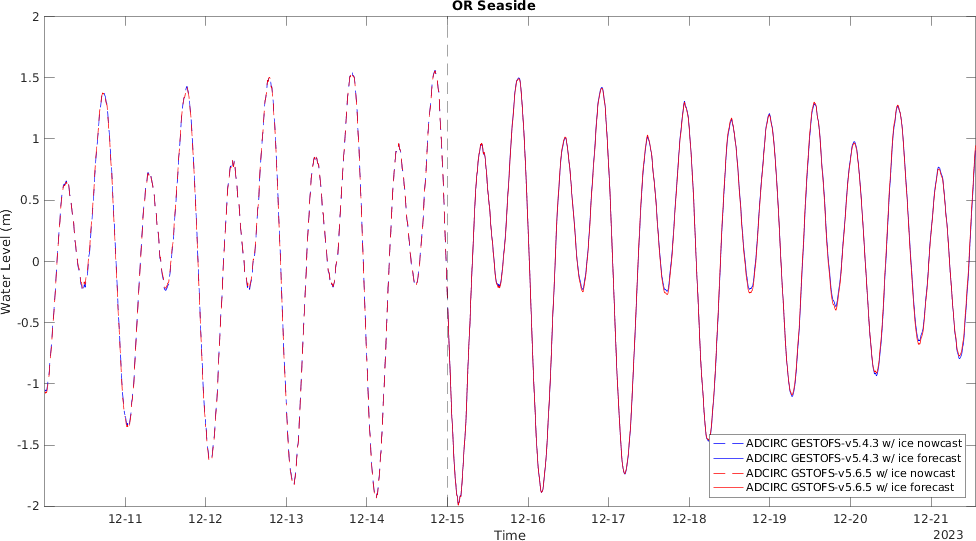 OR Seaside
2
1.5
1
0.5
0
-0.5
-1
-1.5
-2
Water Level (m)
12-11 12-12 12-13 12-14 12-15 12-16 12-17 12-18 12-19 12-20 12-21
Time
2023
ADCIRC GESTOFS-v5.4.3 w/ ice nowcast
ADCIRC GESTOFS-v5.4.3 w/ ice forecast
ADCIRC GSTOFS-v5.6.5 w/ ice nowcast
ADCIRC GSTOFS-v5.6.5 w/ ice forecast